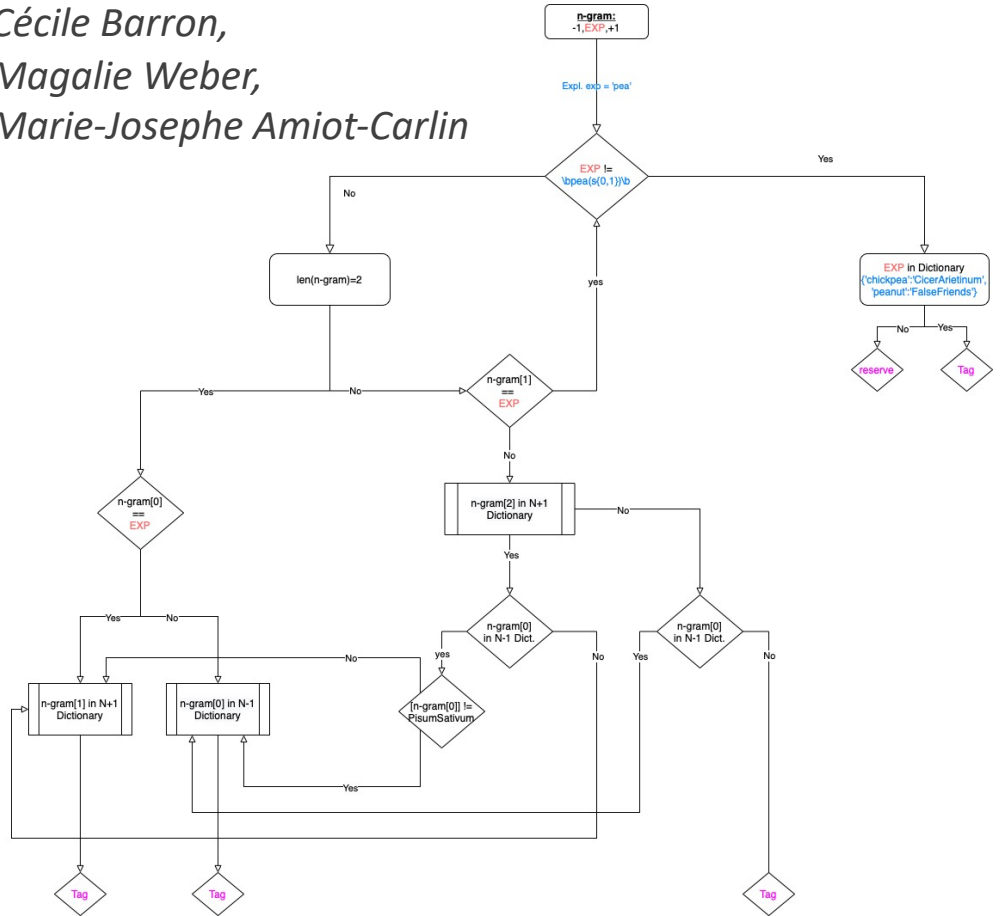 Cécile Barron,
Magalie Weber,
Marie-Josephe Amiot-Carlin
n-gram:
-1,EXP,+1
Expl. exp = 'pea'
EXP !=
\bpea(s{0,1})\b
Yes
No
len(n-gram)=2
yes
EXP in Dictionary
{'chickpea':'CicerArietinum',
'peanut':'FalseFriends'}
No
Yes
reserve
Tag
Yes
No
n-gram[1]
==
EXP
No
n-gram[0]
==
EXP
n-gram[2] in N+1
Dictionary
No
Yes
Yes
No
n-gram[0]
in N-1 Dict.
n-gram[0]
in N-1 Dict.
No
yes
No
Yes
No
n-gram[1] in N+1
Dictionary
n-gram[0] in N-1
Dictionary
[n-gram[0]] !=
PisumSativum
Yes
Tag
Tag
Tag